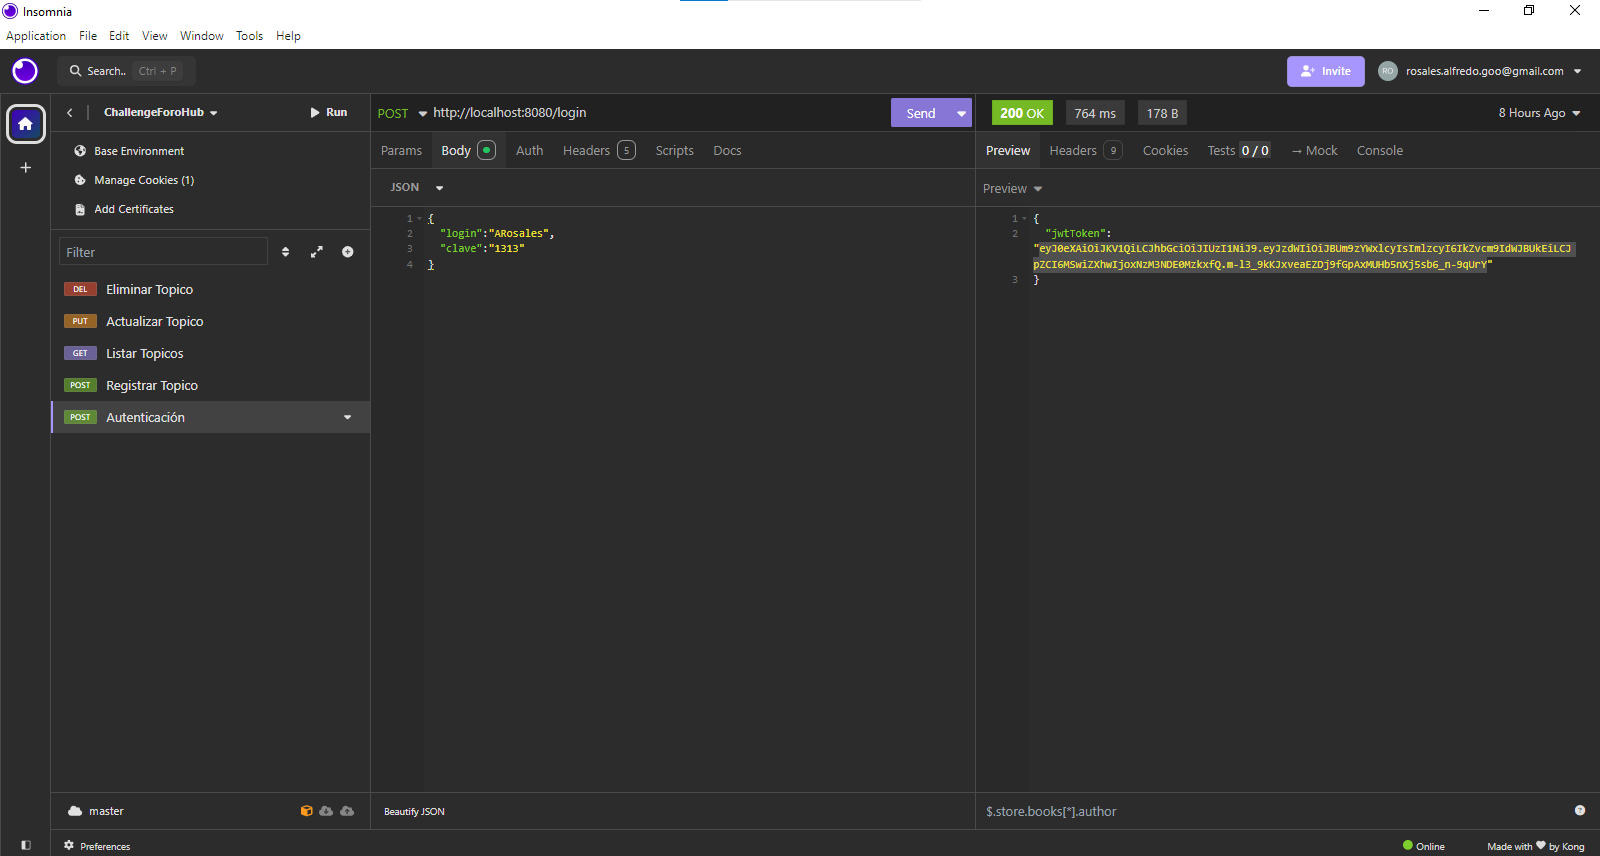 Insomnia
Application File Edit View Window Tools Help
Search.. Ctrl + P
Invite
RO rosales.alfredo.goo@gmail.com
ChallengeForoHub Run
Base Environment
Manage Cookies (1)
Add Certificates
Filter
DEL Eliminar Topico
PUT Actualizar Topico
GET Listar Topicos
POST Registrar Topico
POST Autenticación
master
Preferences
POST http://localhost:8080/login Send
Params Body Auth Headers 5 Scripts Docs
JSON
1 {
2 "login":"ARosales",
3 "clave":"1313"
4 }
Beautify JSON
200 OK 764 ms 178 B 8 Hours Ago
Preview Headers 9 Cookies Tests 0 / 0 → Mock Console
Preview
1 {
2 "jwtToken":
"eyJ0eXAiOiJKV1QiLCJhbGciOiJIUzI1NiJ9.eyJzdWIiOiJBUm9zYWxlcyIsImlzcyI6IkZvcm9IdWJBUkEiLCJ
pZCI6MSwiZXhwIjoxNzM3NDE0MzkxfQ.m-l3_9kKJxveaEZDj9fGpAxMUHb5nXj5sb6_n-9qUrY"
3 }
$.store.books[*].author
Online Made with by Kong